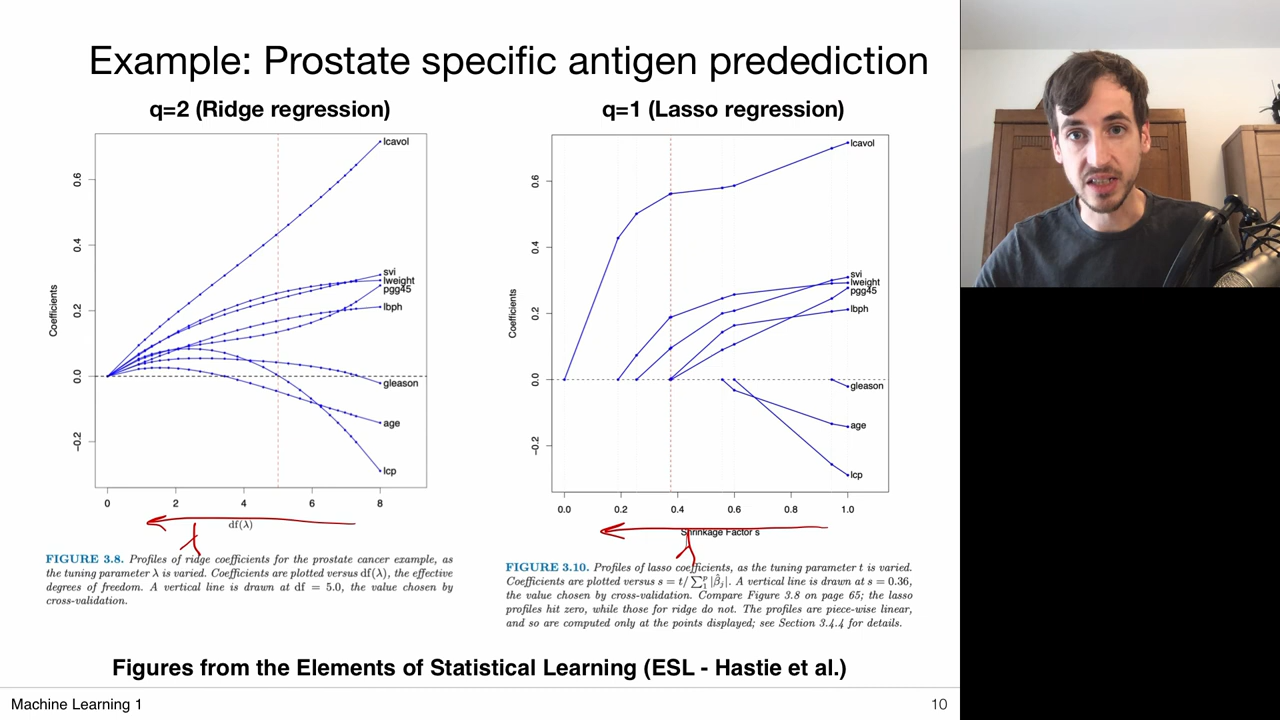 Example: Prostate specific antigen predediction
q=2 (Ridge regression)
q=1 (Lasso regression)
Coefficients
0.6
0.4
0.2
0.0
−0.2
lcavol
svi
lweight
pgg45
lbph
gleason
age
lcp
0 2 4 6 8
df(λ)
λ
FIGURE 3.8. Profiles of ridge coefficients for the prostate cancer example, as
the tuning parameter λ is varied. Coefficients are plotted versus df(λ), the effective
degrees of freedom. A vertical line is drawn at df = 5.0, the value chosen by
cross-validation.
Coefficients
0.6
0.4
0.2
0.0
−0.2
lcavol
svi
lweight
pgg45
lbph
gleason
age
lcp
0.0 0.2 0.4 0.6 0.8 1.0
Shrinkage Factor s
λ
FIGURE 3.10. Profiles of lasso coefficients, as the tuning parameter t is varied.
Coefficients are plotted versus s = t/∑₁ᵖ|β̂ⱼ|. A vertical line is drawn at s = 0.36,
the value chosen by cross-validation. Compare Figure 3.8 on page 65; the lasso
profiles hit zero, while those for ridge do not. The profiles are piece-wise linear,
and so are computed only at the points displayed; see Section 3.4.4 for details.
Figures from the Elements of Statistical Learning (ESL - Hastie et al.)
Machine Learning 1
10